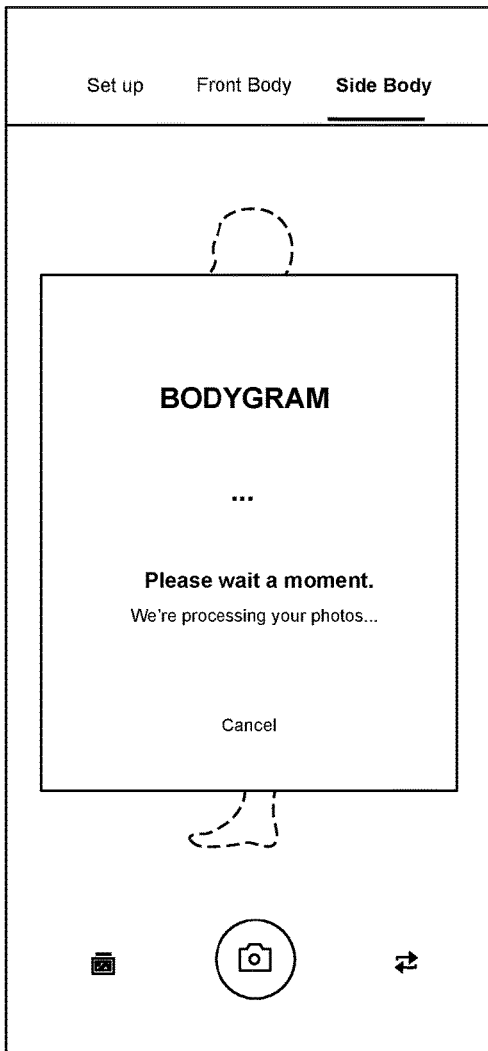 Set up Front Body Side Body
BODYGRAM
...
Please wait a moment.
We're processing your photos...
Cancel